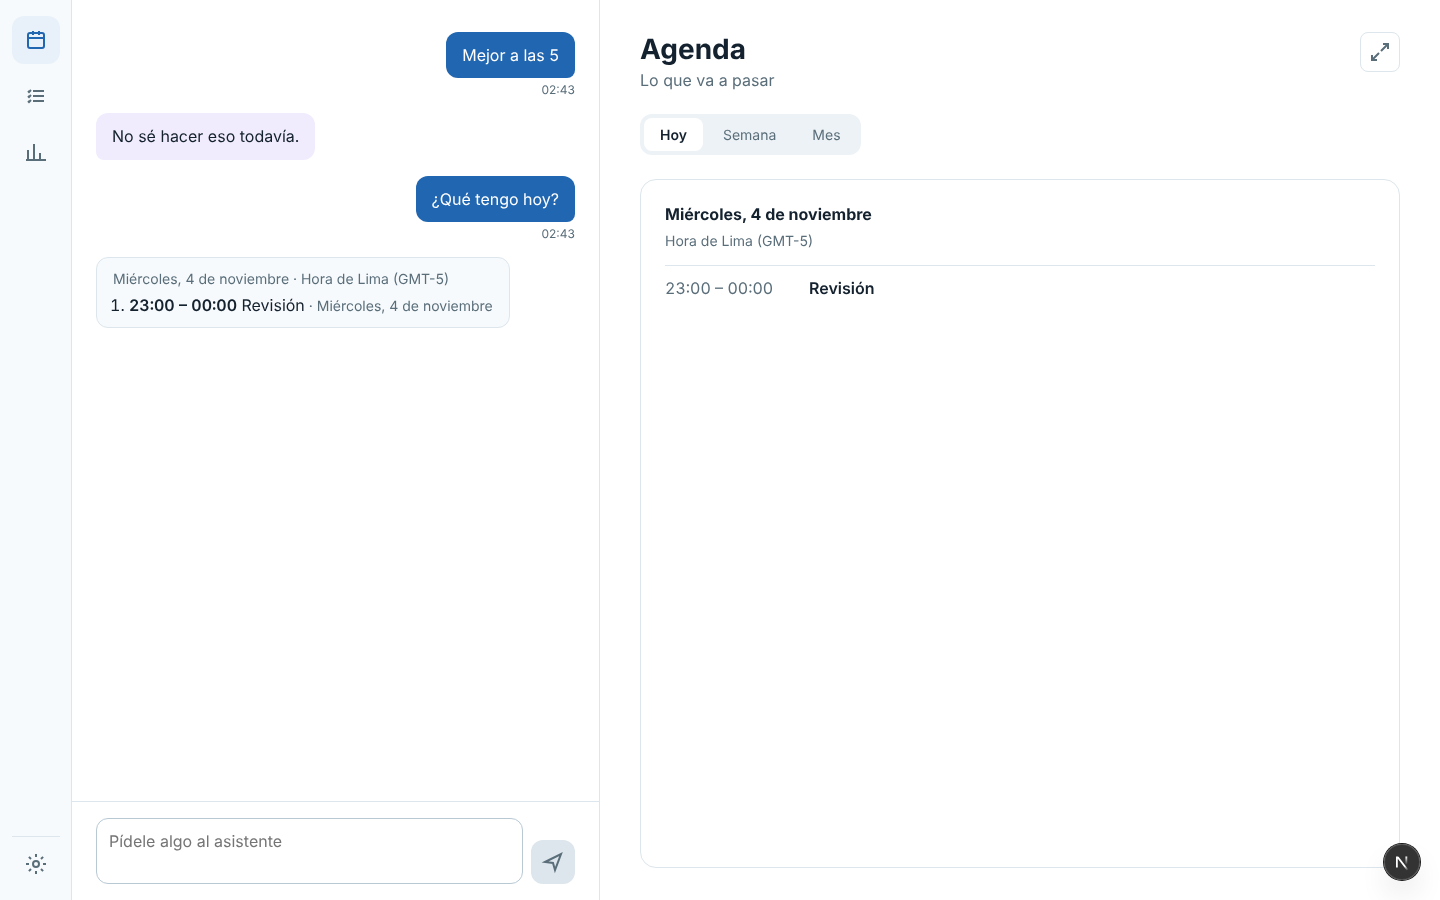 Mejor a las 5
02:43
No sé hacer eso todavía.
¿Qué tengo hoy?
02:43
Miércoles, 4 de noviembre · Hora de Lima (GMT-5)
1. 23:00 – 00:00 Revisión · Miércoles, 4 de noviembre
Pídele algo al asistente
Agenda
Lo que va a pasar
Hoy Semana Mes
Miércoles, 4 de noviembre
Hora de Lima (GMT-5)
23:00 – 00:00 Revisión
N